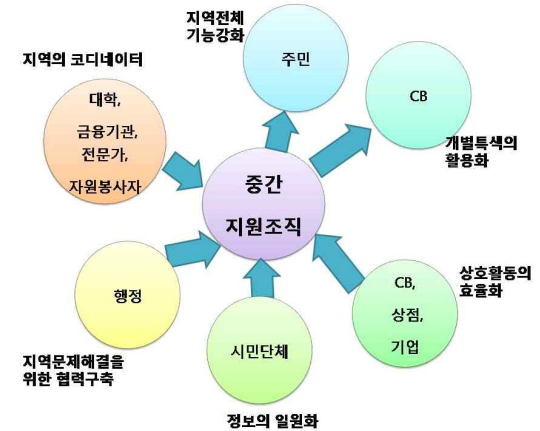 지역전체
기능강화
주민
지역의 코디네이터
대학,
금융기관,
전문가,
자원봉사자
CB
개별특색의
활용화
중간
지원조직
행정
지역문제해결을
위한 협력구축
시민단체
정보의 일원화
CB,
상점,
기업
상호활동의
효율화